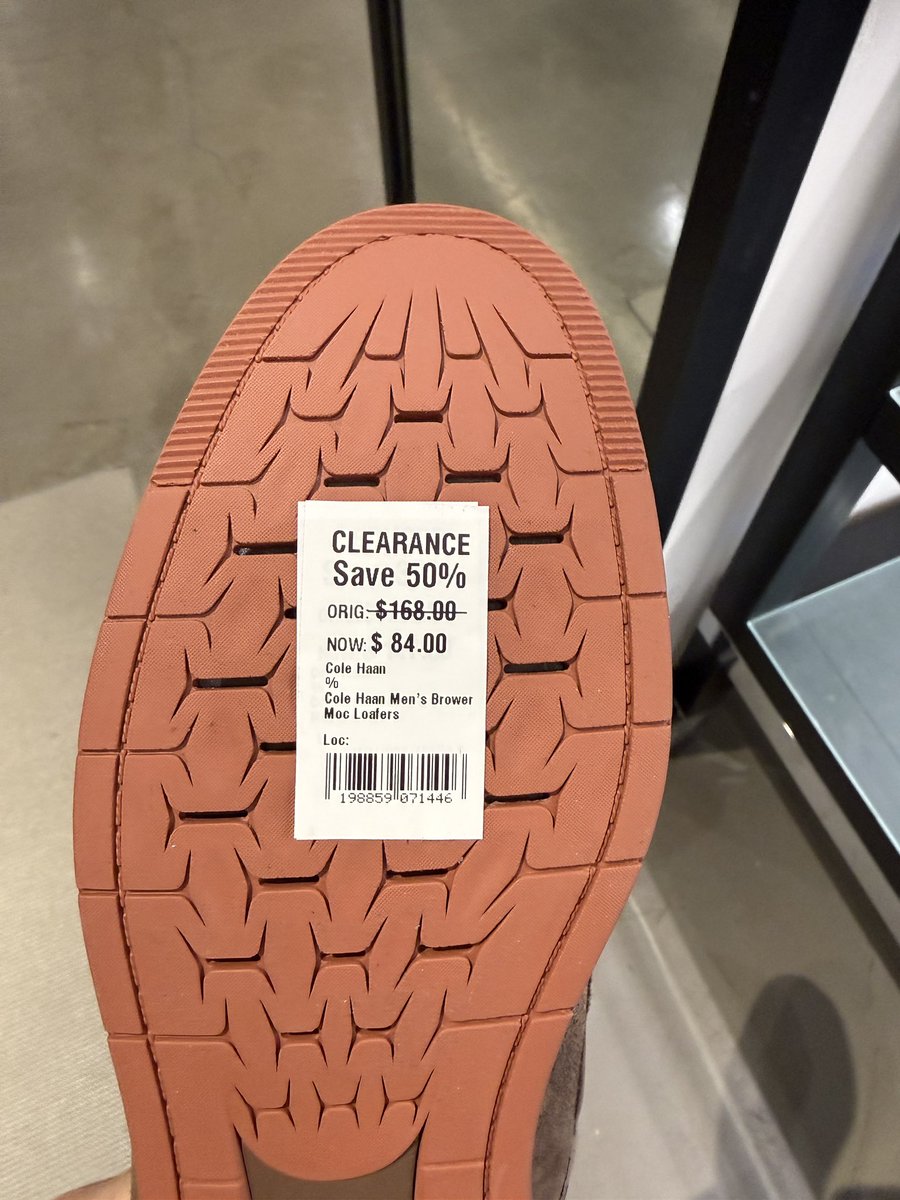 CLEARANCE
Save 50%
ORIG: $168.00
NOW: $ 84.00
Cole Haan
%
Cole Haan Men's Brower
Moc Loafers
Loc:
198859 071446